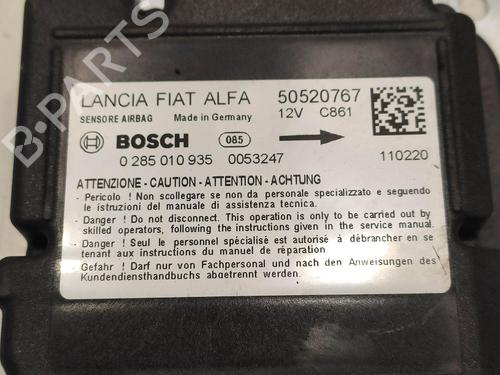 B-PARTS
LANCIA FIAT ALFA 50520767
SENSORE AIRBAG Made in Germany 12V C861
BOSCH 085
0 285 010 935 0053247 110220
ATTENZIONE - CAUTION - ATTENTION - ACHTUNG
- Pericolo ! Non scollegare se non da personale specializzato e seguendo
le istruzioni del manuale di assistenza tecnica.
- Danger ! Do not disconnect. This operation is only to be carried out by
skilled operators, following the instructions given in the service manual.
- Danger ! Seul le personnel spécialisé est autorisé à débrancher en se
tenant aux instructions du manuel de réparation
- Gefahr ! Darf nur von Fachpersonal und nach den Anweisungen des
Kundendiensthandbuchs abgetrennt werden.